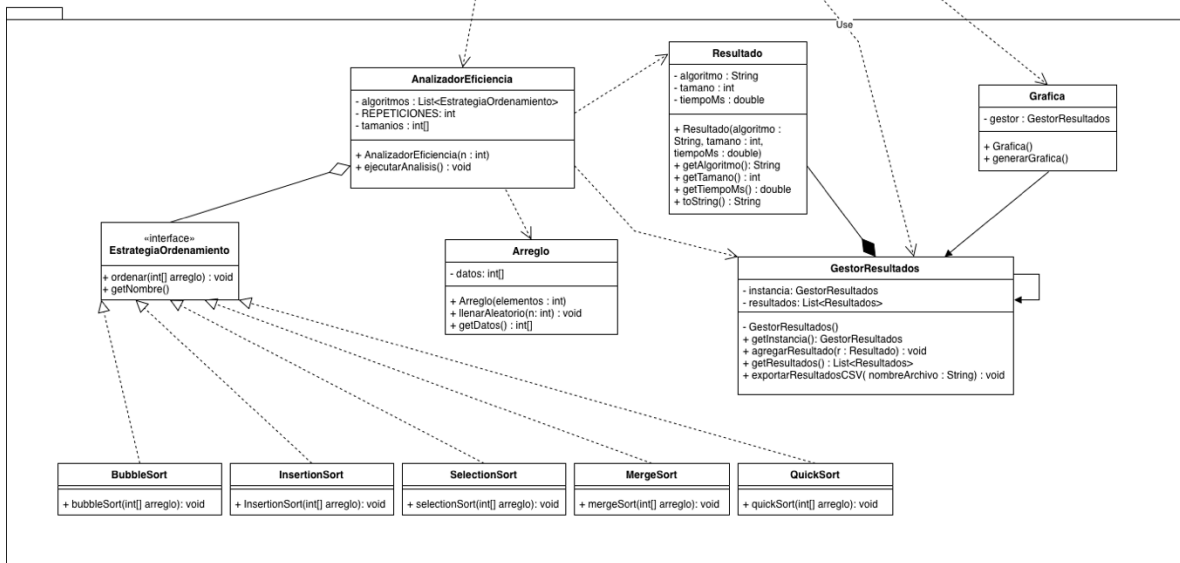 Use
AnalizadorEficiencia
- algoritmos : List<EstrategiaOrdenamiento>
- REPETICIONES: int
- tamanios : int[]
+ AnalizadorEficiencia(n : int)
+ ejecutarAnalisis() : void
Resultado
- algoritmo : String
- tamano : int
- tiempoMs : double
+ Resultado(algoritmo :
String, tamano : int,
tiempoMs : double)
+ getAlgoritmo(): String
+ getTamano() : int
+ getTiempoMs() : double
+ toString() : String
Grafica
- gestor : GestorResultados
+ Grafica()
+ generarGrafica()
«interface»
EstrategiaOrdenamiento
+ ordenar(int[] arreglo) : void
+ getNombre()
Arreglo
- datos: int[]
+ Arreglo(elementos : int)
+ llenarAleatorio(n: int) : void
+ getDatos() : int[]
GestorResultados
- instancia: GestorResultados
- resultados: List<Resultados>
- GestorResultados()
+ getInstancia(): GestorResultados
+ agregarResultado(r : Resultado) : void
+ getResultados() : List<Resultados>
+ exportarResultadosCSV( nombreArchivo : String) : void
BubbleSort
+ bubbleSort(int[] arreglo): void
InsertionSort
+ InsertionSort(int[] arreglo): void
SelectionSort
+ selectionSort(int[] arreglo): void
MergeSort
+ mergeSort(int[] arreglo): void
QuickSort
+ quickSort(int[] arreglo): void